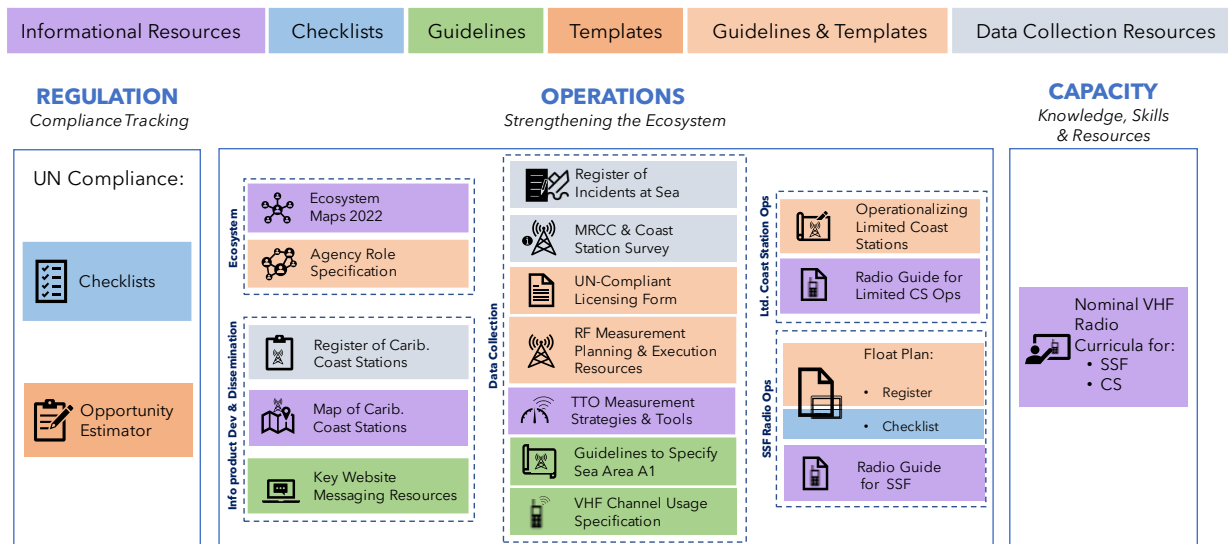 Informational Resources
Checklists
Guidelines
Templates
Guidelines & Templates
Data Collection Resources
REGULATION
Compliance Tracking
OPERATIONS
Strengthening the Ecosystem
CAPACITY
Knowledge, Skills
& Resources
UN Compliance:
Checklists
Opportunity
Estimator
Ecosystem
Ecosystem
Maps 2022
Agency Role
Specification
Info product Dev & Dissemination
Register of Carib.
Coast Stations
Map of Carib.
Coast Stations
Key Website
Messaging Resources
Data Collection
Register of
Incidents at Sea
MRCC & Coast
Station Survey
UN-Compliant
Licensing Form
RF Measurement
Planning & Execution
Resources
TTO Measurement
Strategies & Tools
Guidelines to Specify
Sea Area A1
VHF Channel Usage
Specification
Ltd. Coast Station Ops
Operationalizing
Limited Coast
Stations
Radio Guide for
Limited CS Ops
SSF Radio Ops
Float Plan:
• Register
• Checklist
Radio Guide
for SSF
Nominal VHF
Radio
Curricula for:
• SSF
• CS